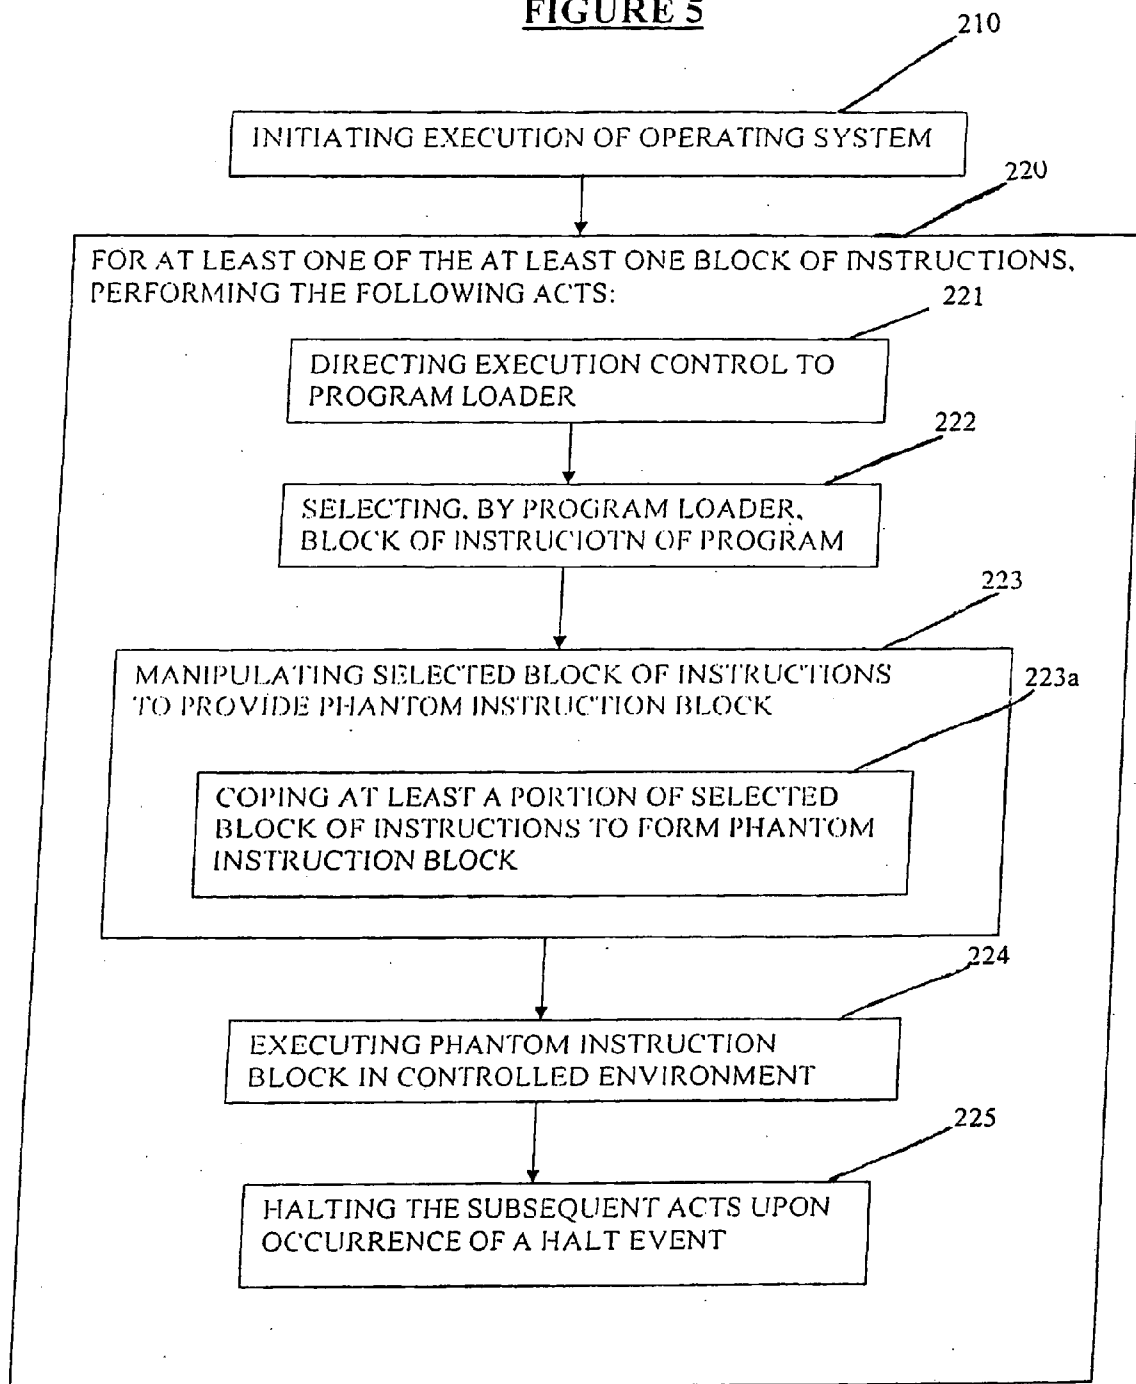 FIGURE 5
210
INITIATING EXECUTION OF OPERATING SYSTEM
220
FOR AT LEAST ONE OF THE AT LEAST ONE BLOCK OF INSTRUCTIONS,
PERFORMING THE FOLLOWING ACTS:
221
DIRECTING EXECUTION CONTROL TO
PROGRAM LOADER
222
SELECTING, BY PROGRAM LOADER,
BLOCK OF INSTRUCIOTN OF PROGRAM
223
MANIPULATING SELECTED BLOCK OF INSTRUCTIONS
TO PROVIDE PHANTOM INSTRUCTION BLOCK
223a
COPING AT LEAST A PORTION OF SELECTED
BLOCK OF INSTRUCTIONS TO FORM PHANTOM
INSTRUCTION BLOCK
224
EXECUTING PHANTOM INSTRUCTION
BLOCK IN CONTROLLED ENVIRONMENT
225
HALTING THE SUBSEQUENT ACTS UPON
OCCURRENCE OF A HALT EVENT